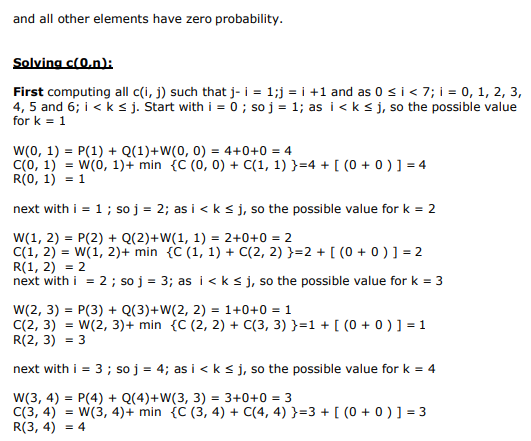 and all other elements have zero probability.
Solving c(0,n):
First computing all c(i, j) such that j- i = 1;j = i +1 and as 0 ≤ i < 7; i = 0, 1, 2, 3,
4, 5 and 6; i < k ≤ j. Start with i = 0 ; so j = 1; as i < k ≤ j, so the possible value
for k = 1
W(0, 1) = P(1) + Q(1)+W(0, 0) = 4+0+0 = 4
C(0, 1) = W(0, 1)+ min {C (0, 0) + C(1, 1) }=4 + [ (0 + 0 ) ] = 4
R(0, 1) = 1
next with i = 1 ; so j = 2; as i < k ≤ j, so the possible value for k = 2
W(1, 2) = P(2) + Q(2)+W(1, 1) = 2+0+0 = 2
C(1, 2) = W(1, 2)+ min {C (1, 1) + C(2, 2) }=2 + [ (0 + 0 ) ] = 2
R(1, 2) = 2
next with i = 2 ; so j = 3; as i < k ≤ j, so the possible value for k = 3
W(2, 3) = P(3) + Q(3)+W(2, 2) = 1+0+0 = 1
C(2, 3) = W(2, 3)+ min {C (2, 2) + C(3, 3) }=1 + [ (0 + 0 ) ] = 1
R(2, 3) = 3
next with i = 3 ; so j = 4; as i < k ≤ j, so the possible value for k = 4
W(3, 4) = P(4) + Q(4)+W(3, 3) = 3+0+0 = 3
C(3, 4) = W(3, 4)+ min {C (3, 4) + C(4, 4) }=3 + [ (0 + 0 ) ] = 3
R(3, 4) = 4